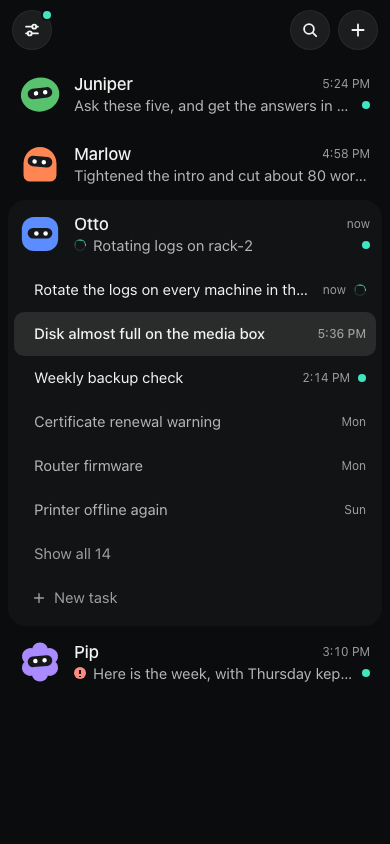 Juniper 5:24 PM
Ask these five, and get the answers in ...
Marlow 4:58 PM
Tightened the intro and cut about 80 wor...
Otto now
Rotating logs on rack-2
Rotate the logs on every machine in th... now
Disk almost full on the media box 5:36 PM
Weekly backup check 2:14 PM
Certificate renewal warning Mon
Router firmware Mon
Printer offline again Sun
Show all 14
+ New task
Pip 3:10 PM
Here is the week, with Thursday kep...